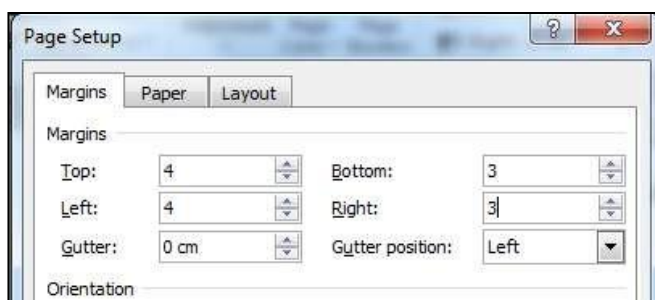 Page Setup
Margins Paper Layout
Margins
Top: 4 Bottom: 3
Left: 4 Right: 3
Gutter: 0 cm Gutter position: Left
Orientation